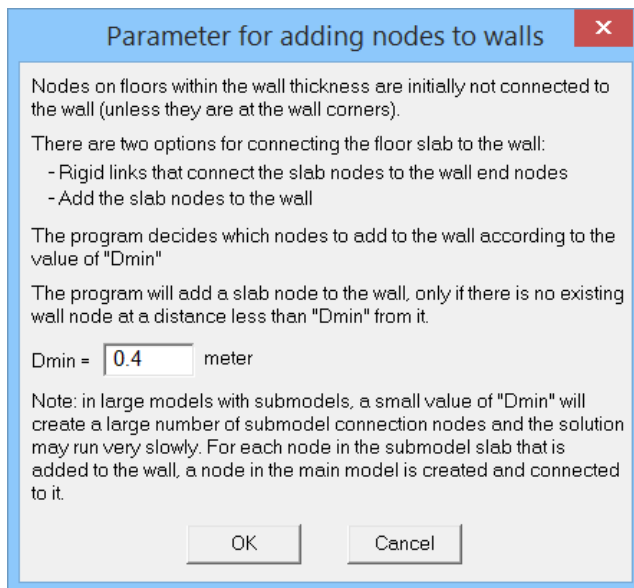 Parameter for adding nodes to walls
Nodes on floors within the wall thickness are initially not connected to
the wall (unless they are at the wall corners).
There are two options for connecting the floor slab to the wall:
- Rigid links that connect the slab nodes to the wall end nodes
- Add the slab nodes to the wall
The program decides which nodes to add to the wall according to the
value of "Dmin"
The program will add a slab node to the wall, only if there is no existing
wall node at a distance less than "Dmin" from it.
Dmin = 0.4 meter
Note: in large models with submodels, a small value of "Dmin" will
create a large number of submodel connection nodes and the solution
may run very slowly. For each node in the submodel slab that is
added to the wall, a node in the main model is created and connected
to it.
OK Cancel